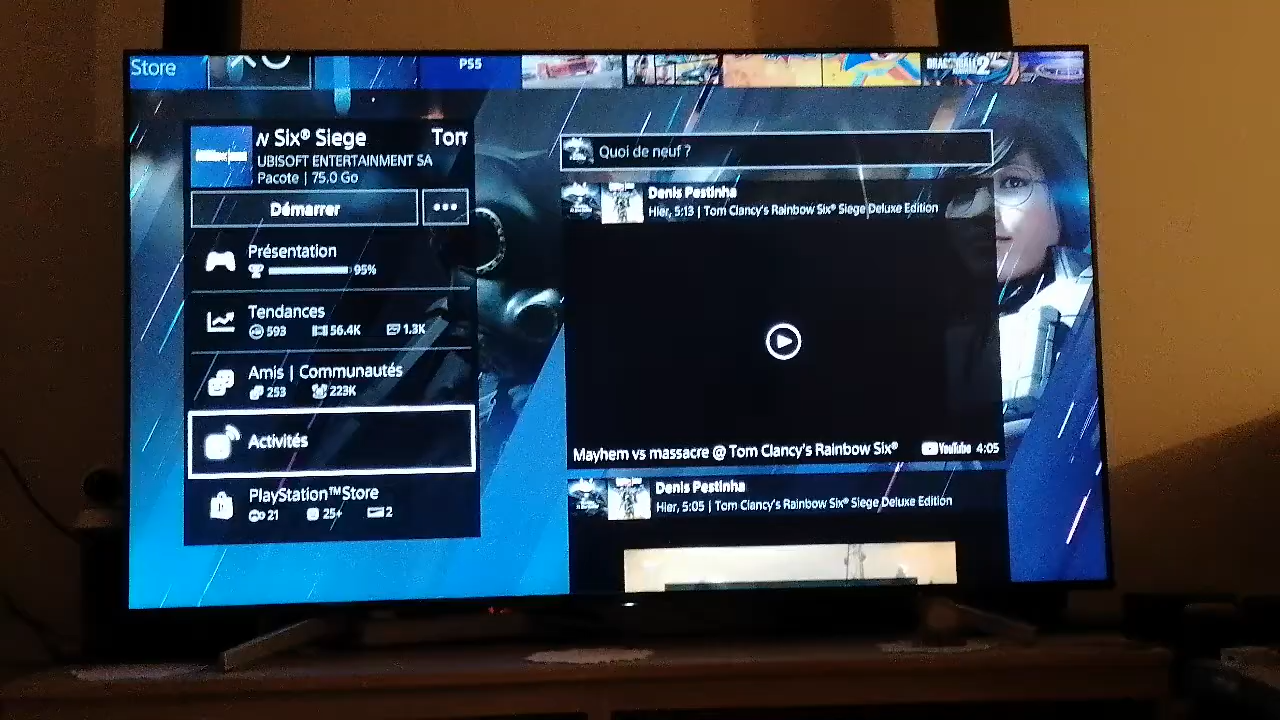 Store
PS5
DRAGONBALL
2
Six® Siege
Tom
UBISOFT ENTERTAINMENT SA
Pacote | 75.0 Go
Démarrer
Présentation
95%
Tendances
593 56.4K 1.3K
Amis | Communautés
253 223K
Activités
PlayStation™Store
21 25+ 2
Quoi de neuf ?
Denis Pestinha
Hier, 5:13 | Tom Clancy's Rainbow Six® Siege Deluxe Edition
Mayhem vs massacre @ Tom Clancy's Rainbow Six®
YouTube 4:05
Denis Pestinha
Hier, 5:05 | Tom Clancy's Rainbow Six® Siege Deluxe Edition